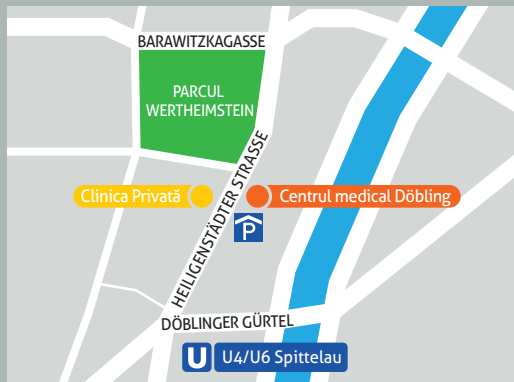 BARAWITZKAGASSE
PARCUL
WERTHEIMSTEIN
HEILIGENSTÄDTER STRASSE
Clinica Privată
Centrul medical Döbling
P
DÖBLINGER GÜRTEL
U U4/U6 Spittelau